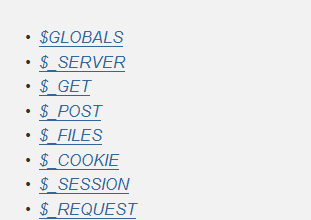 • $GLOBALS
• $_SERVER
• $_GET
• $_POST
• $_FILES
• $_COOKIE
• $_SESSION
• $_REQUEST